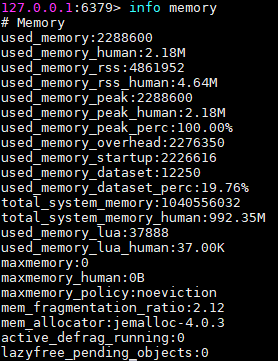 127.0.0.1:6379> info memory
# Memory
used_memory:2288600
used_memory_human:2.18M
used_memory_rss:4861952
used_memory_rss_human:4.64M
used_memory_peak:2288600
used_memory_peak_human:2.18M
used_memory_peak_perc:100.00%
used_memory_overhead:2276350
used_memory_startup:2226616
used_memory_dataset:12250
used_memory_dataset_perc:19.76%
total_system_memory:1040556032
total_system_memory_human:992.35M
used_memory_lua:37888
used_memory_lua_human:37.00K
maxmemory:0
maxmemory_human:0B
maxmemory_policy:noeviction
mem_fragmentation_ratio:2.12
mem_allocator:jemalloc-4.0.3
active_defrag_running:0
lazyfree_pending_objects:0